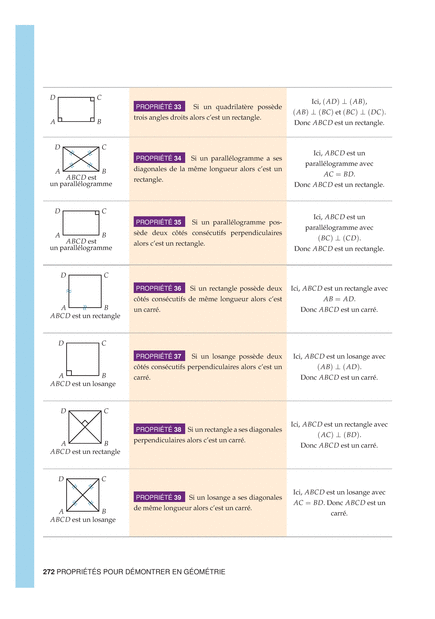 D C
A B
PROPRIÉTÉ 33 Si un quadrilatère possède
trois angles droits alors c'est un rectangle.
Ici, (AD) ⊥ (AB),
(AB) ⊥ (BC) et (BC) ⊥ (DC).
Donc ABCD est un rectangle.
D C
A B
ABCD est
un parallélogramme
PROPRIÉTÉ 34 Si un parallélogramme a ses
diagonales de la même longueur alors c'est un
rectangle.
Ici, ABCD est un
parallélogramme avec
AC = BD.
Donc ABCD est un rectangle.
D C
A B
ABCD est
un parallélogramme
PROPRIÉTÉ 35 Si un parallélogramme pos-
sède deux côtés consécutifs perpendiculaires
alors c'est un rectangle.
Ici, ABCD est un
parallélogramme avec
(BC) ⊥ (CD).
Donc ABCD est un rectangle.
D C
A B
ABCD est un rectangle
PROPRIÉTÉ 36 Si un rectangle possède deux
côtés consécutifs de même longueur alors c'est
un carré.
Ici, ABCD est un rectangle avec
AB = AD.
Donc ABCD est un carré.
D C
A B
ABCD est un losange
PROPRIÉTÉ 37 Si un losange possède deux
côtés consécutifs perpendiculaires alors c'est un
carré.
Ici, ABCD est un losange avec
(AB) ⊥ (AD).
Donc ABCD est un carré.
D C
A B
ABCD est un rectangle
PROPRIÉTÉ 38 Si un rectangle a ses diagonales
perpendiculaires alors c'est un carré.
Ici, ABCD est un rectangle avec
(AC) ⊥ (BD).
Donc ABCD est un carré.
D C
A B
ABCD est un losange
PROPRIÉTÉ 39 Si un losange a ses diagonales
de même longueur alors c'est un carré.
Ici, ABCD est un losange avec
AC = BD. Donc ABCD est un
carré.
272 PROPRIÉTÉS POUR DÉMONTRER EN GÉOMÉTRIE